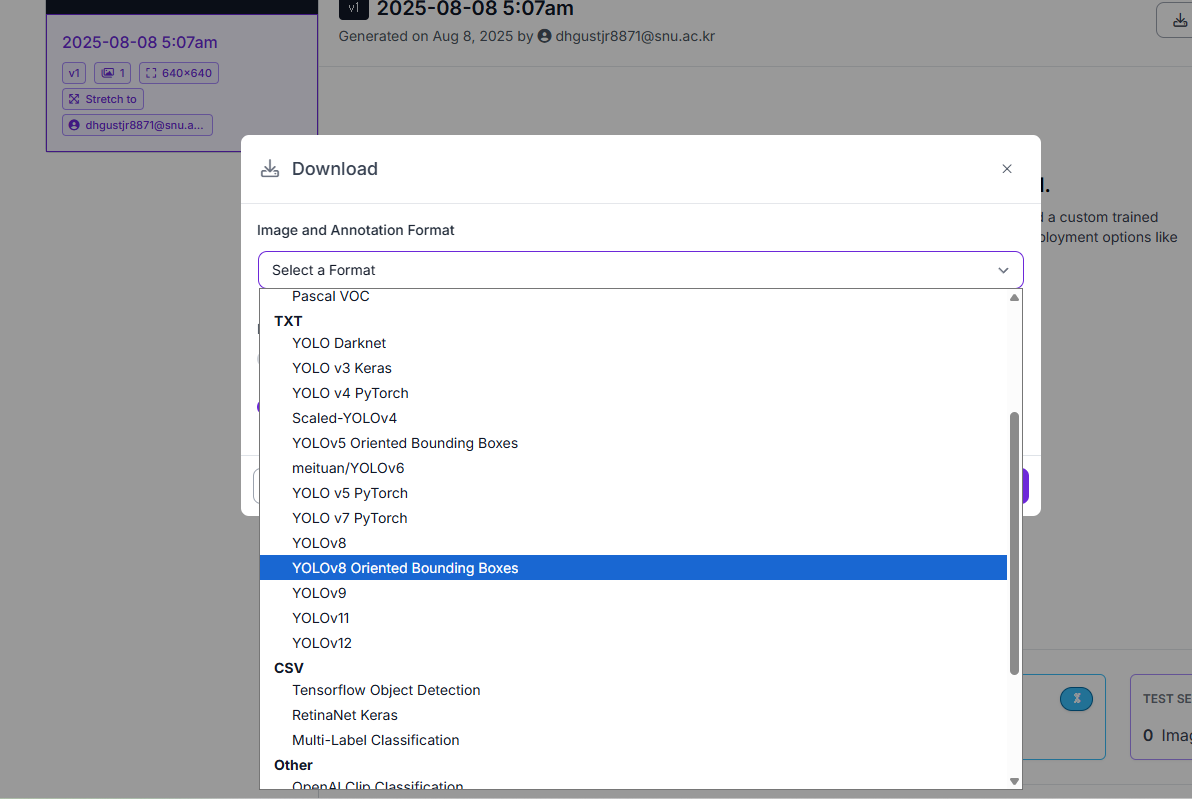 2025-08-08 5:07am
v1
1
640×640
Stretch to
dhgustjr8871@snu.a...
v1 2025-08-08 5:07am
Generated on Aug 8, 2025 by dhgustjr8871@snu.ac.kr
d a custom trained
ployment options like
Download
Image and Annotation Format
Select a Format
Pascal VOC
TXT
YOLO Darknet
YOLO v3 Keras
YOLO v4 PyTorch
Scaled-YOLOv4
YOLOv5 Oriented Bounding Boxes
meituan/YOLOv6
YOLO v5 PyTorch
YOLO v7 PyTorch
YOLOv8
YOLOv8 Oriented Bounding Boxes
YOLOv9
YOLOv11
YOLOv12
CSV
Tensorflow Object Detection
RetinaNet Keras
Multi-Label Classification
Other
OpenAI Clip Classification
TEST SE
0 Imag